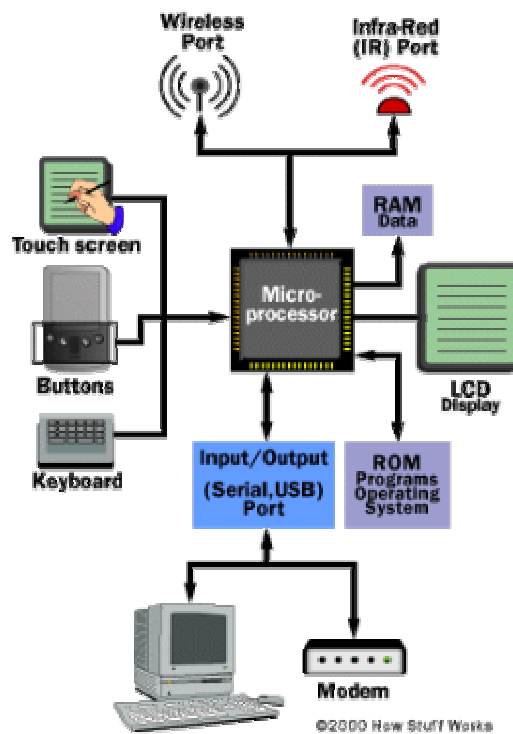 Wireless
Port
Infra-Red
(IR) Port
Touch screen
RAM
Data
Micro-
processor
Buttons
LCD
Display
Keyboard
Input/Output
(Serial,USB)
Port
ROM
Programs
Operating
System
Modem
©2000 How Stuff Works